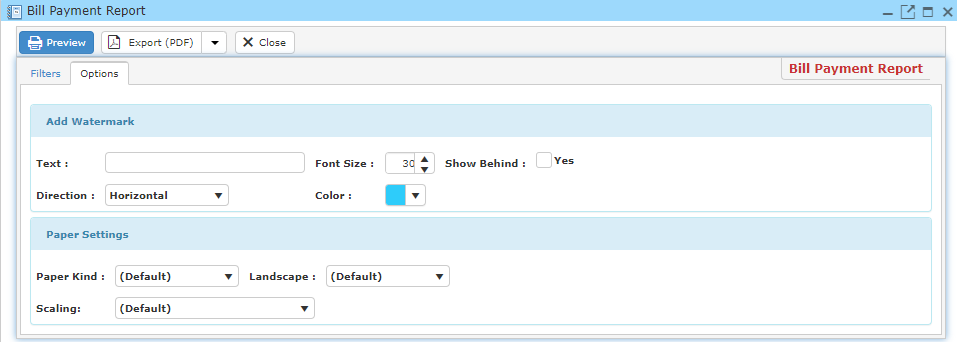 Bill Payment Report
Preview Export (PDF) Close
Filters Options Bill Payment Report
Add Watermark
Text : Font Size : 30 Show Behind : Yes
Direction : Horizontal Color :
Paper Settings
Paper Kind : (Default) Landscape : (Default)
Scaling: (Default)